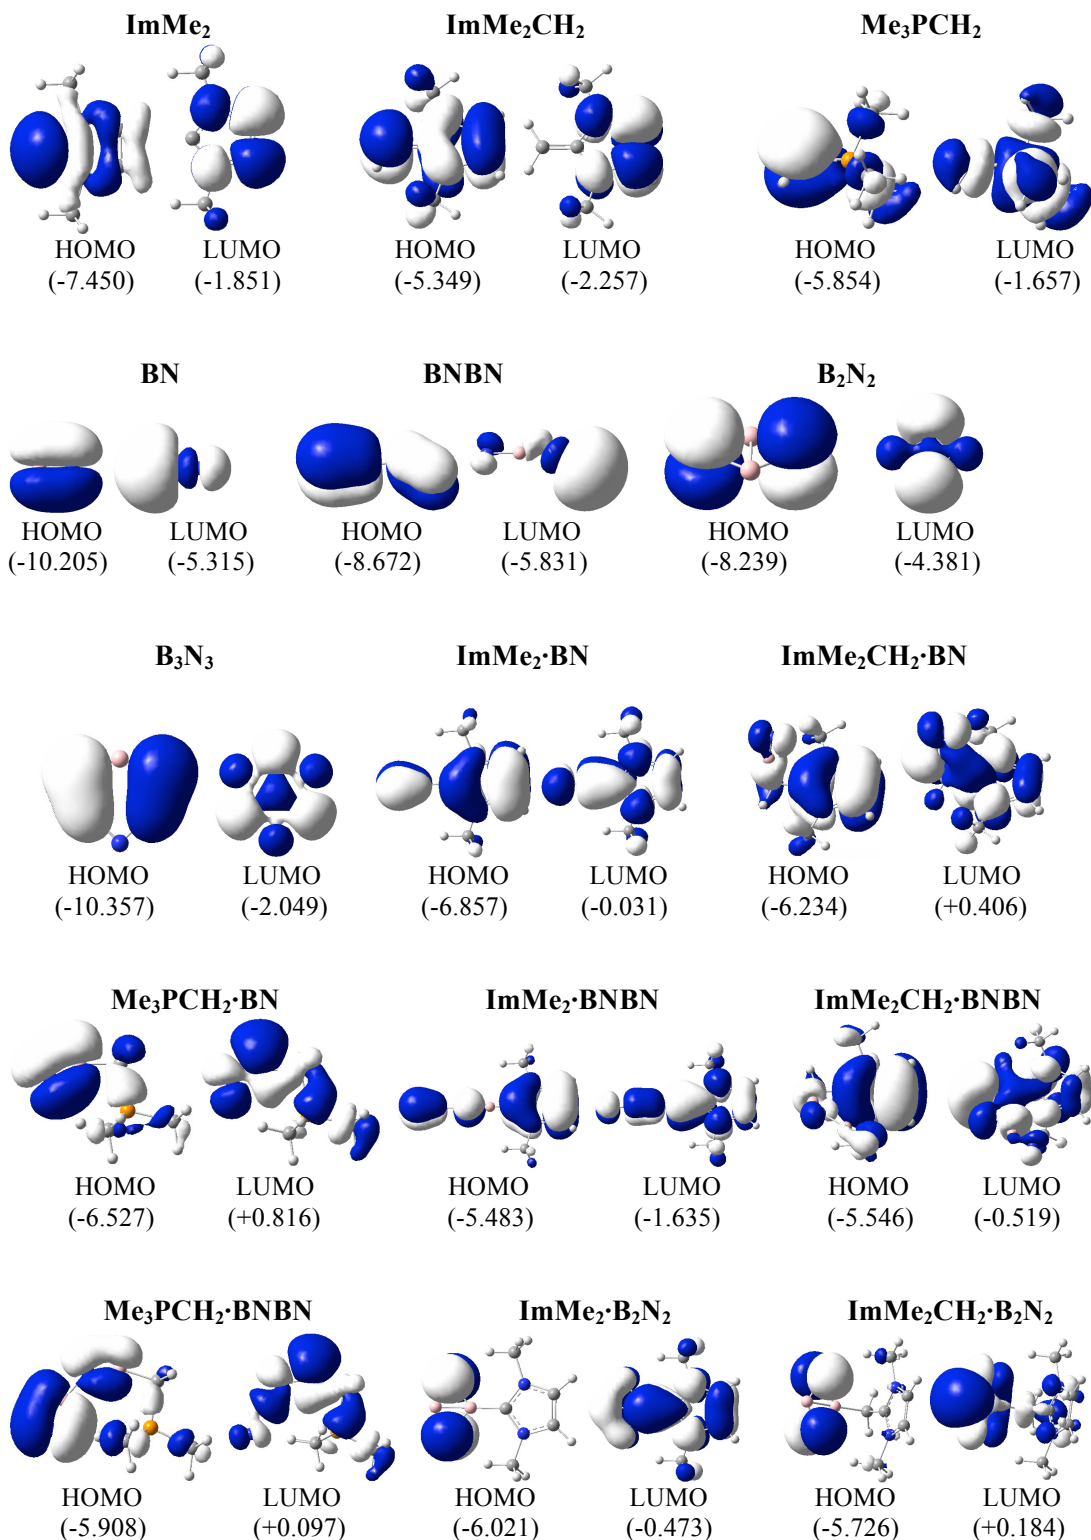 ImMe₂ ImMe₂CH₂ Me₃PCH₂
HOMO LUMO HOMO LUMO HOMO LUMO
(-7.450) (-1.851) (-5.349) (-2.257) (-5.854) (-1.657)
BN BNBN B₂N₂
HOMO LUMO HOMO LUMO HOMO LUMO
(-10.205) (-5.315) (-8.672) (-5.831) (-8.239) (-4.381)
B₃N₃ ImMe₂·BN ImMe₂CH₂·BN
HOMO LUMO HOMO LUMO HOMO LUMO
(-10.357) (-2.049) (-6.857) (-0.031) (-6.234) (+0.406)
Me₃PCH₂·BN ImMe₂·BNBN ImMe₂CH₂·BNBN
HOMO LUMO HOMO LUMO HOMO LUMO
(-6.527) (+0.816) (-5.483) (-1.635) (-5.546) (-0.519)
Me₃PCH₂·BNBN ImMe₂·B₂N₂ ImMe₂CH₂·B₂N₂
HOMO LUMO HOMO LUMO HOMO LUMO
(-5.908) (+0.097) (-6.021) (-0.473) (-5.726) (+0.184)